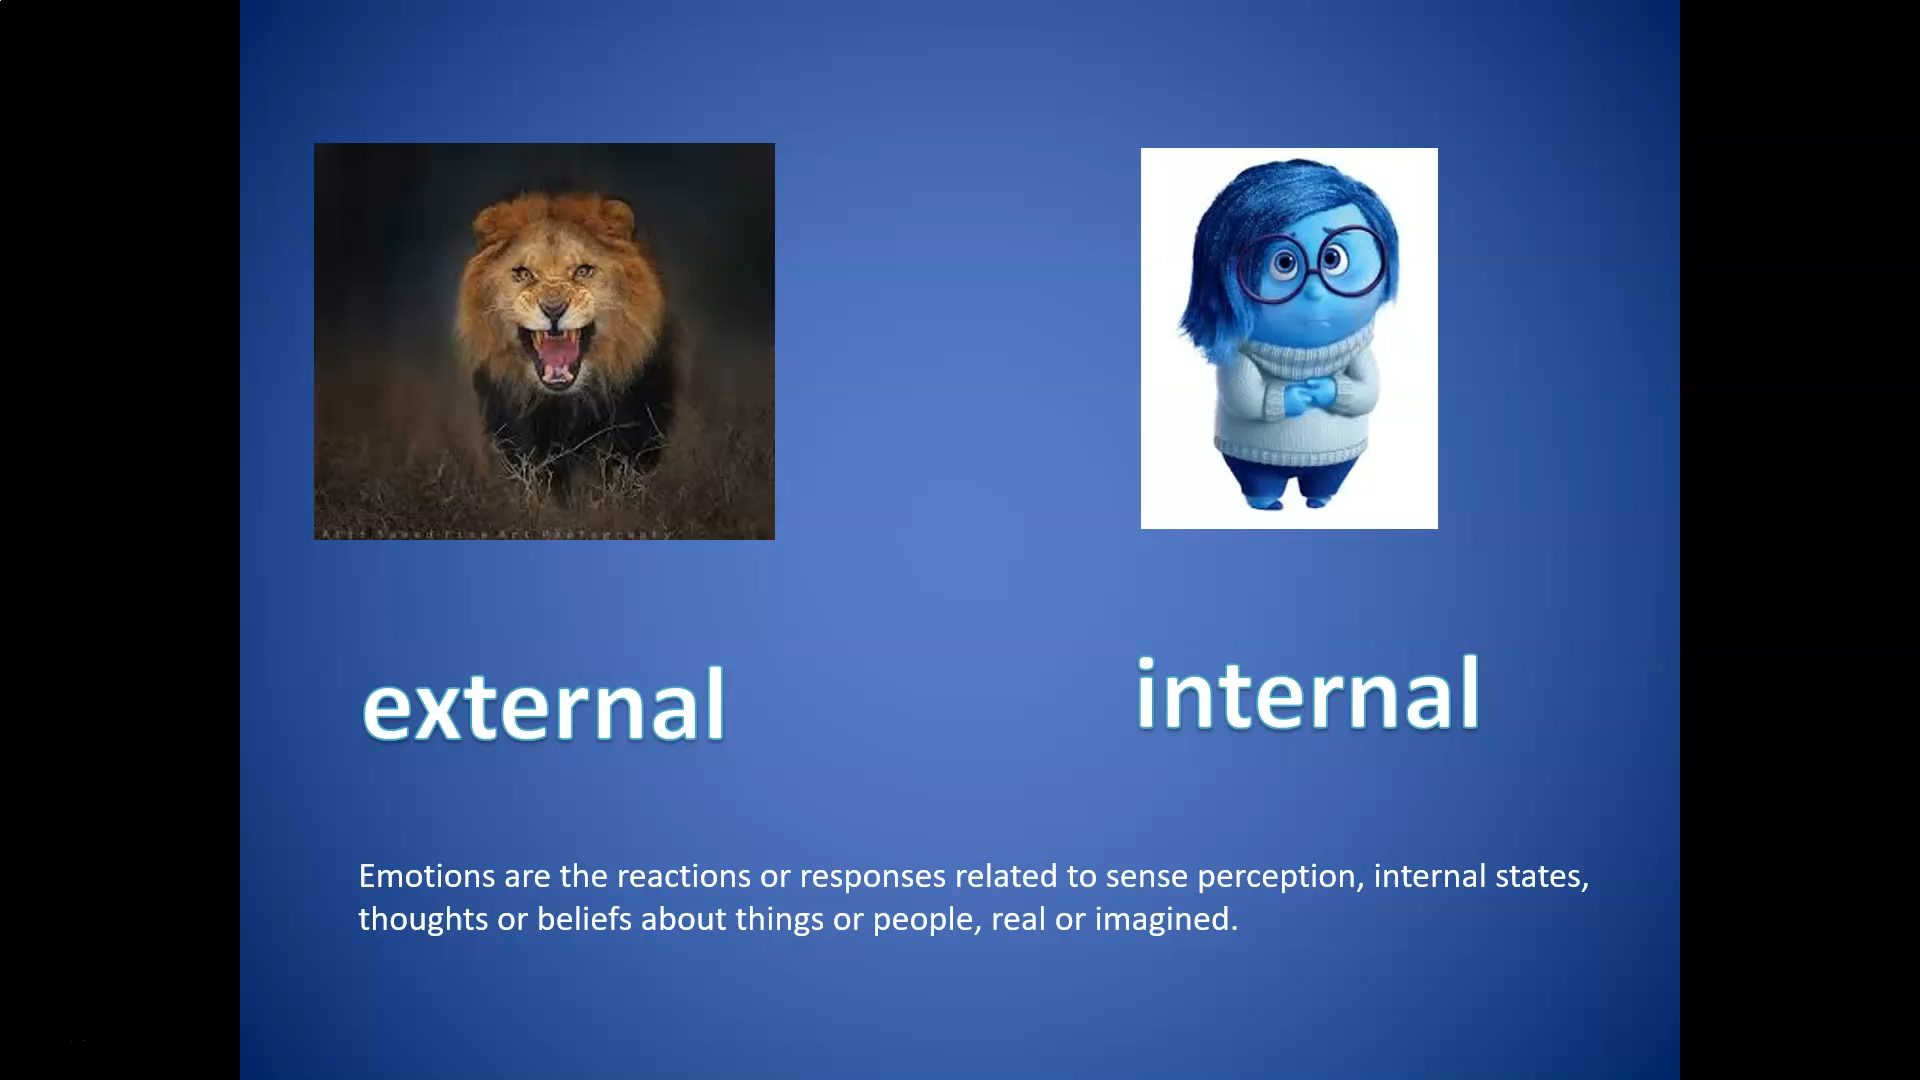 external
internal
Emotions are the reactions or responses related to sense perception, internal states,
thoughts or beliefs about things or people, real or imagined.